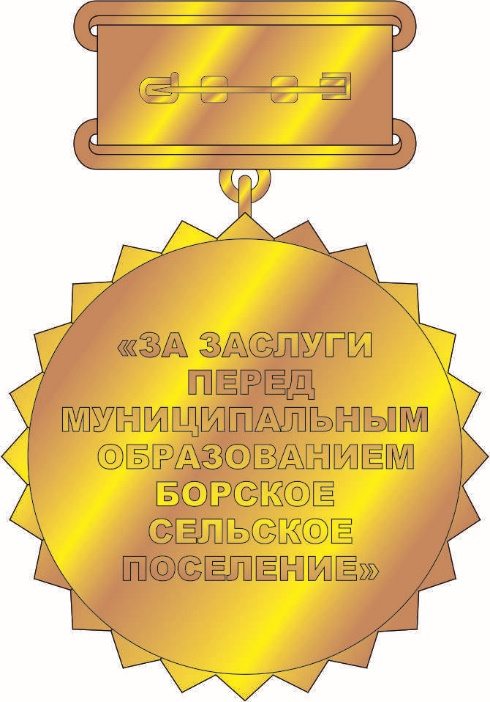 «ЗА ЗАСЛУГИ
ПЕРЕД
МУНИЦИПАЛЬНЫМ
ОБРАЗОВАНИЕМ
БОРСКОЕ
СЕЛЬСКОЕ
ПОСЕЛЕНИЕ»